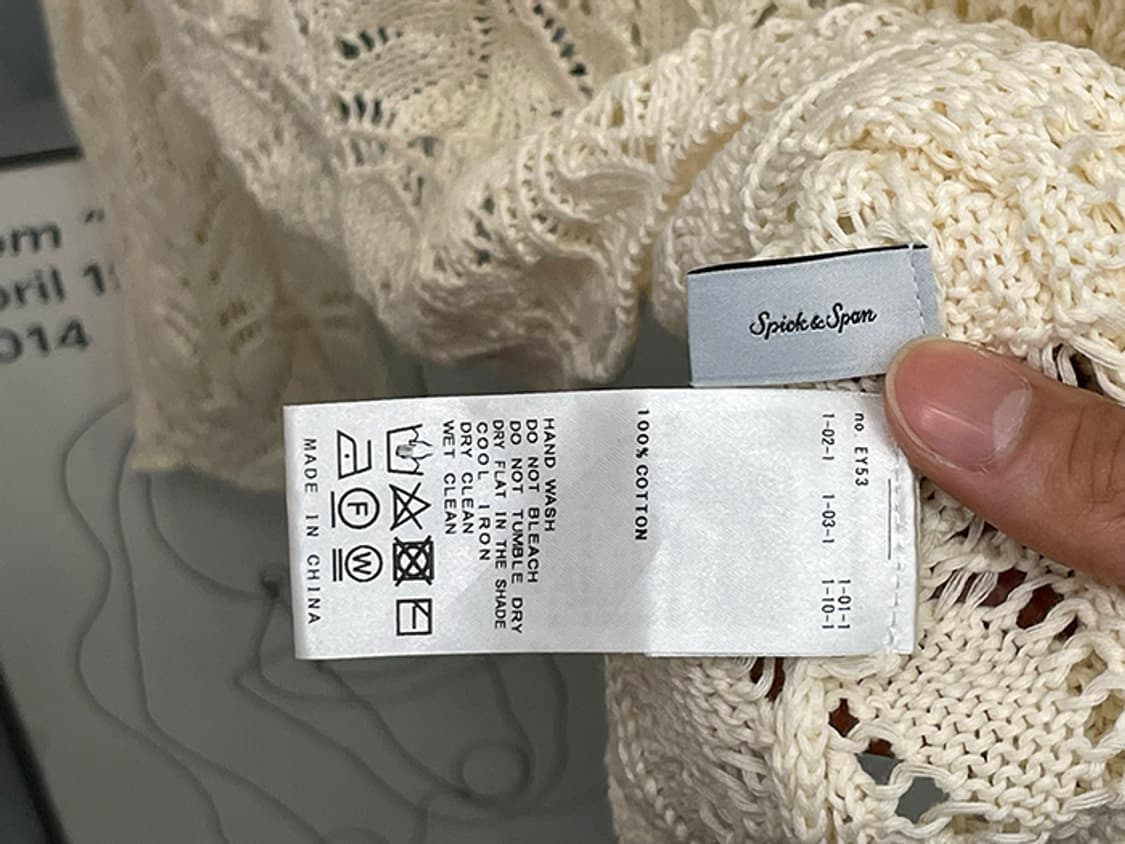 Spick&Span
no. EY53
1-02-1 1-03-1 1-01-1
1-10-1
100% COTTON
HAND WASH
DO NOT BLEACH
DO NOT TUMBLE DRY
DRY FLAT IN THE SHADE
COOL IRON
DRY CLEAN
WET CLEAN
F W
MADE IN CHINA
014